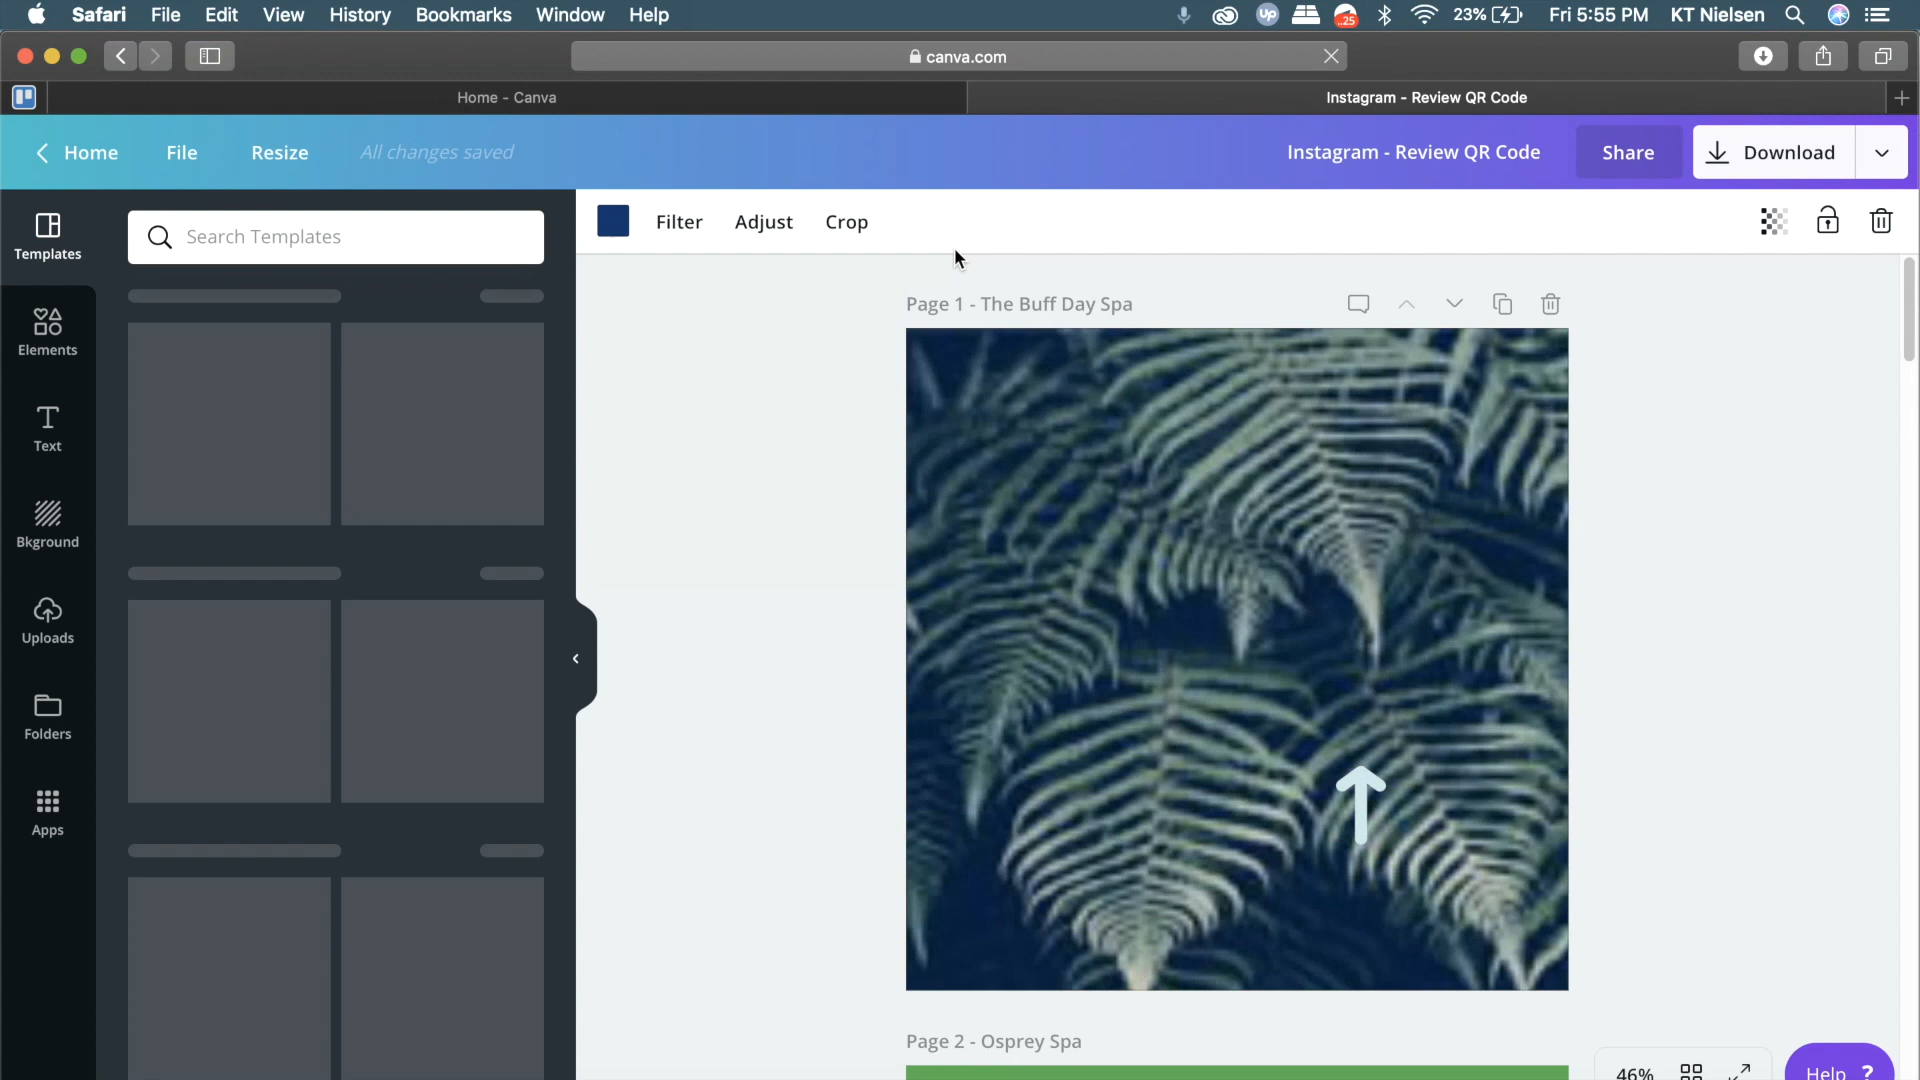 Safari File Edit View History Bookmarks Window Help Up 25 23% Fri 5:55 PM KT Nielsen
canva.com
Home - Canva Instagram - Review QR Code
Home File Resize All changes saved Instagram - Review QR Code Share Download
Templates
Search Templates
Filter Adjust Crop
Page 1 - The Buff Day Spa
Elements
Text
Bkground
Uploads
Folders
Apps
Page 2 - Osprey Spa
46% Help ?